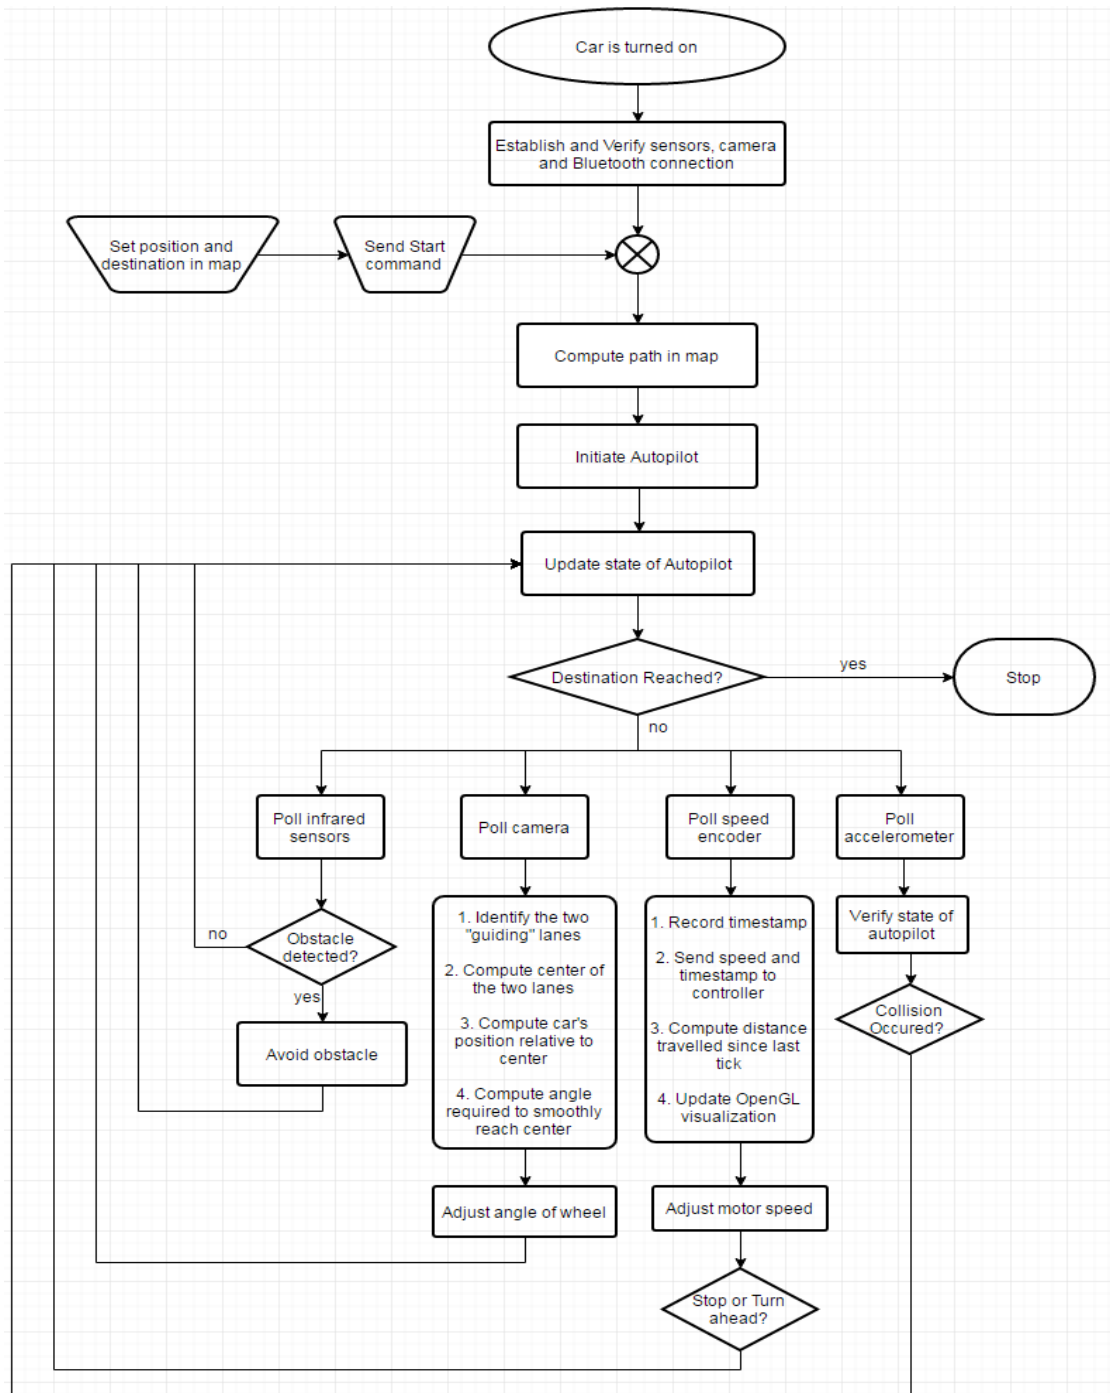 Car is turned on
Establish and Verify sensors, camera
and Bluetooth connection
Set position and
destination in map
Send Start
command
Compute path in map
Initiate Autopilot
Update state of Autopilot
Destination Reached?
yes
Stop
no
Poll infrared
sensors
Poll camera
Poll speed
encoder
Poll
accelerometer
no
Obstacle
detected?
yes
Avoid obstacle
1. Identify the two
"guiding" lanes
2. Compute center of
the two lanes
3. Compute car's
position relative to
center
4. Compute angle
required to smoothly
reach center
Adjust angle of wheel
1. Record timestamp
2. Send speed and
timestamp to
controller
3. Compute distance
travelled since last
tick
4. Update OpenGL
visualization
Adjust motor speed
Stop or Turn
ahead?
Verify state of
autopilot
Collision
Occured?